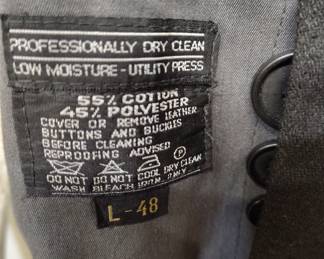 PROFESSIONALLY DRY CLEAN
LOW MOISTURE - UTILITY PRESS
55% COTTON
45% POLYESTER
COVER OR REMOVE LEATHER
BUTTONS AND BUCKLES
BEFORE CLEANING
REPROOFING ADVISED
P
DO NOT DO NOT COOL DRY CLEAN
WASH BLEACH IRON ONLY
L-48